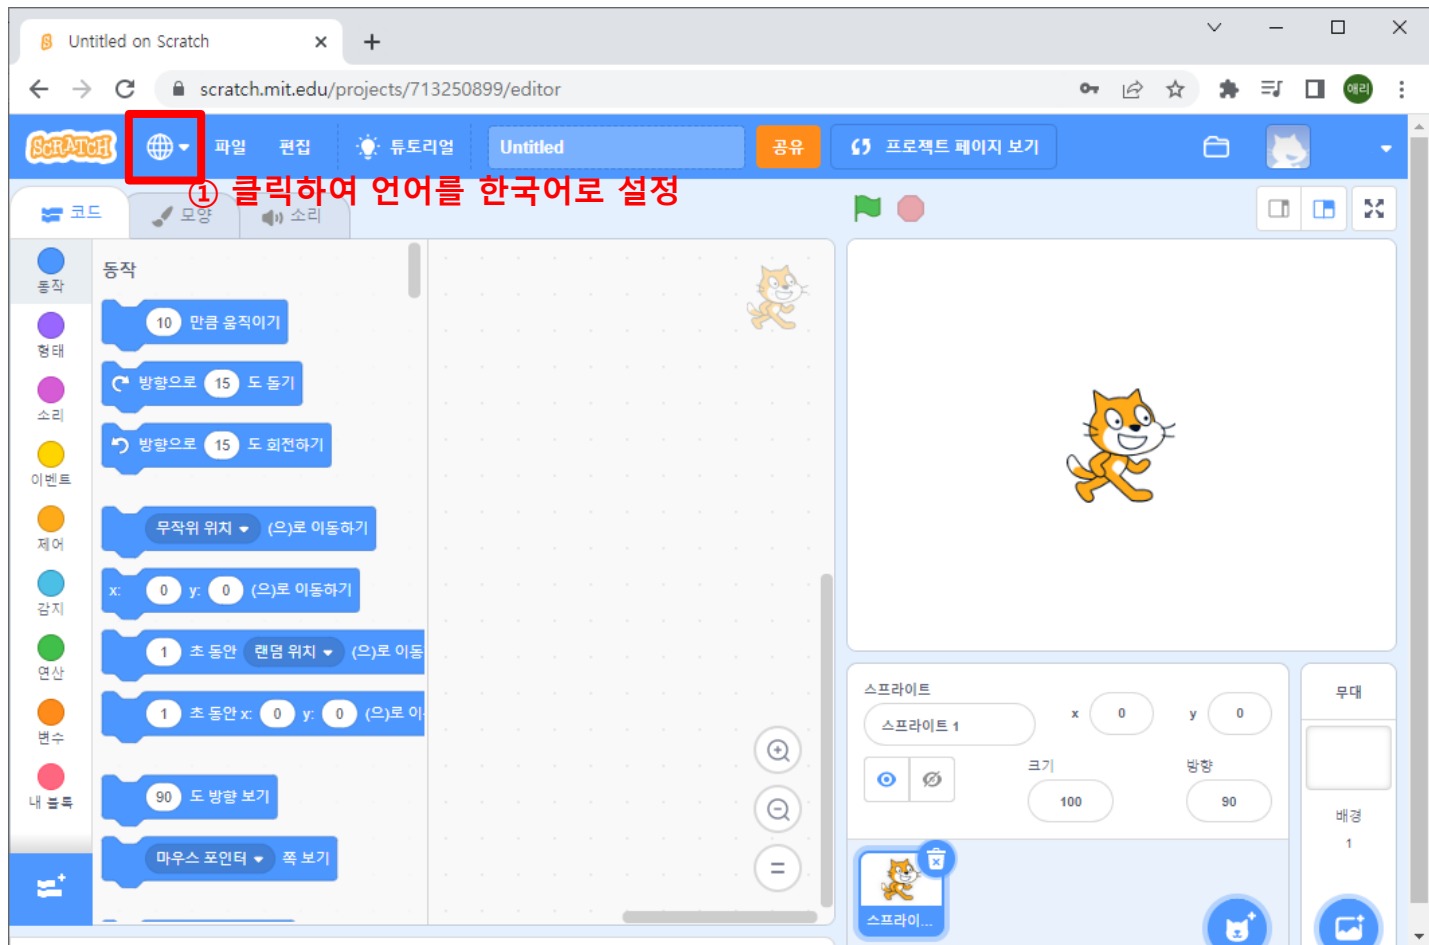 Untitled on Scratch
scratch.mit.edu/projects/713250899/editor
애리
SCRATCH
파일
편집
튜토리얼
Untitled
공유
프로젝트 페이지 보기
① 클릭하여 언어를 한국어로 설정
코드
모양
소리
동작
형태
소리
이벤트
제어
감지
연산
변수
내 블록
동작
10 만큼 움직이기
방향으로 15 도 돌기
방향으로 15 도 회전하기
무작위 위치 (으)로 이동하기
x: 0 y: 0 (으)로 이동하기
1 초 동안 랜덤 위치 (으)로 이동
1 초 동안 x: 0 y: 0 (으)로 이
90 도 방향 보기
마우스 포인터 쪽 보기
스프라이트
스프라이트 1
x 0
y 0
크기
100
방향
90
스프라이...
무대
배경
1